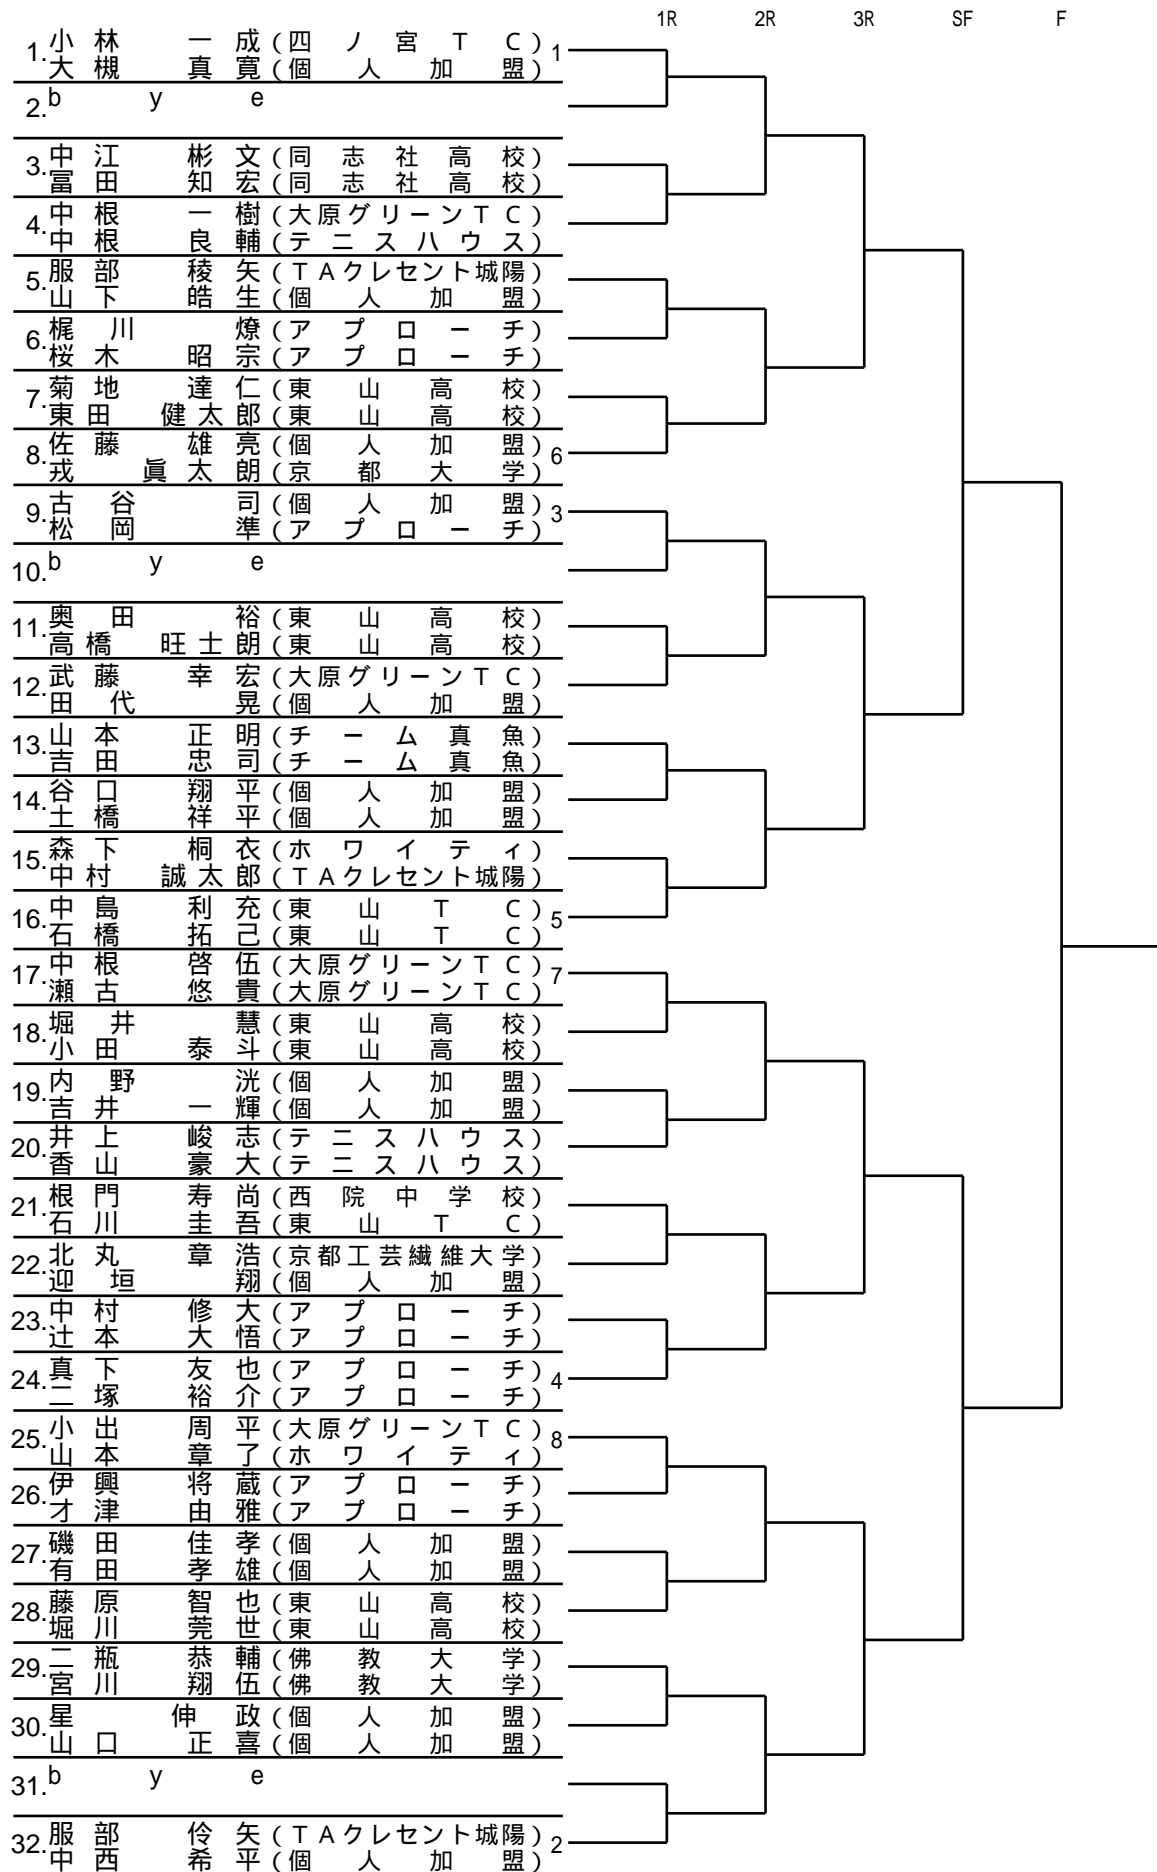 1R 2R 3R SF F
1. 小林 一成(四ノ宮TC) 1
大槻 真寛(個人加盟)
2. bye
3. 中江 彬文(同志社高校)
冨田 知宏(同志社高校)
4. 中根 一樹(大原グリーンTC)
中根 良輔(テニスハウス)
5. 服部 稜矢(TAクレセント城陽)
山下 皓生(個人加盟)
6. 梶川 燎(アプローチ)
桜木 昭宗(アプローチ)
7. 菊地 達仁(東山高校)
東田 健太郎(東山高校)
8. 佐藤 雄亮(個人加盟) 6
戎 眞太朗(京都大学)
9. 古谷 司(個人加盟) 3
松岡 準(アプローチ)
10. bye
11. 奥田 裕(東山高校)
高橋 旺士朗(東山高校)
12. 武藤 幸宏(大原グリーンTC)
田代 晃(個人加盟)
13. 山本 正明(チーム真魚)
吉田 忠司(チーム真魚)
14. 谷口 翔平(個人加盟)
土橋 祥平(個人加盟)
15. 森下 桐衣(ホワイティ)
中村 誠太郎(TAクレセント城陽)
16. 中島 利充(東山TC) 5
石橋 拓己(東山TC)
17. 中根 啓伍(大原グリーンTC) 7
瀬古 悠貴(大原グリーンTC)
18. 堀井 慧(東山高校)
小田 泰斗(東山高校)
19. 内野 洸(個人加盟)
吉井 一輝(個人加盟)
20. 井上 峻志(テニスハウス)
香山 豪大(テニスハウス)
21. 根門 寿尚(西院中学校)
石川 圭吾(東山TC)
22. 北丸 章浩(京都工芸繊維大学)
迎垣 翔(個人加盟)
23. 中村 修大(アプローチ)
辻本 大悟(アプローチ)
24. 真下 友也(アプローチ) 4
二塚 裕介(アプローチ)
25. 小出 周平(大原グリーンTC) 8
山本 章了(ホワイティ)
26. 伊興 将蔵(アプローチ)
才津 由雅(アプローチ)
27. 磯田 佳孝(個人加盟)
有田 孝雄(個人加盟)
28. 藤原 智也(東山高校)
堀川 莞世(東山高校)
29. 二瓶 恭輔(佛教大学)
宮川 翔伍(佛教大学)
30. 星 伸政(個人加盟)
山口 正喜(個人加盟)
31. bye
32. 服部 伶矢(TAクレセント城陽) 2
中西 希平(個人加盟)